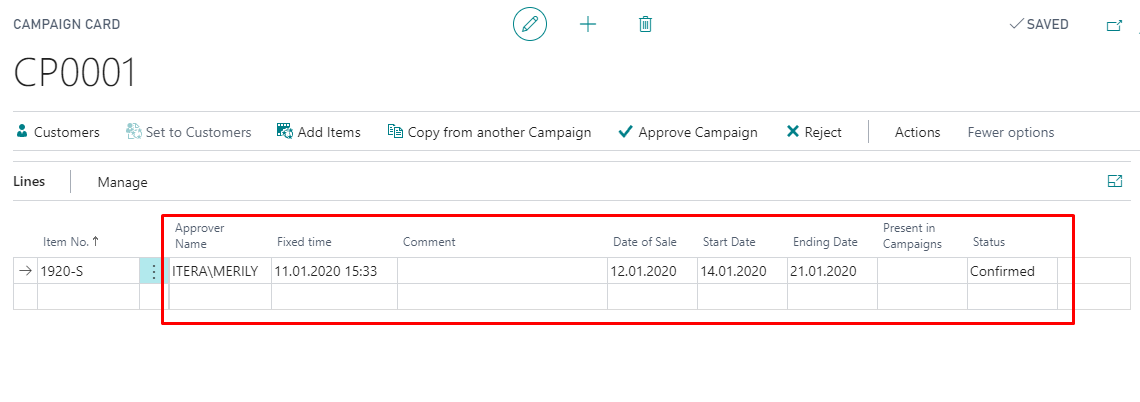 CAMPAIGN CARD
SAVED
CP0001
Customers Set to Customers Add Items Copy from another Campaign Approve Campaign Reject Actions Fewer options
Lines Manage
Item No. ↑ Approver Name Fixed time Comment Date of Sale Start Date Ending Date Present in Campaigns Status
1920-S ITERA\MERILY 11.01.2020 15:33 12.01.2020 14.01.2020 21.01.2020 Confirmed